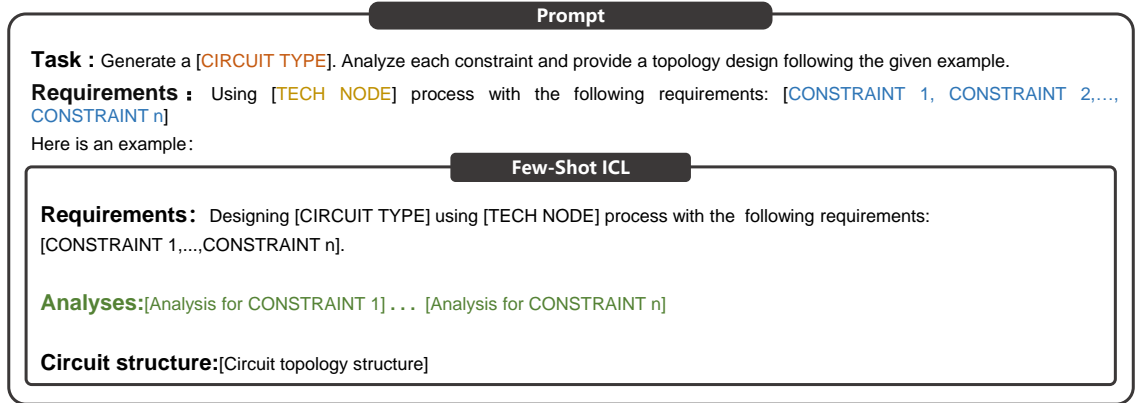 Prompt
Task : Generate a [CIRCUIT TYPE]. Analyze each constraint and provide a topology design following the given example.
Requirements： Using [TECH NODE] process with the following requirements: [CONSTRAINT 1, CONSTRAINT 2,…,
CONSTRAINT n]
Here is an example：
Few-Shot ICL
Requirements： Designing [CIRCUIT TYPE] using [TECH NODE] process with the following requirements:
[CONSTRAINT 1,...,CONSTRAINT n].
Analyses:[Analysis for CONSTRAINT 1] . . . [Analysis for CONSTRAINT n]
Circuit structure:[Circuit topology structure]